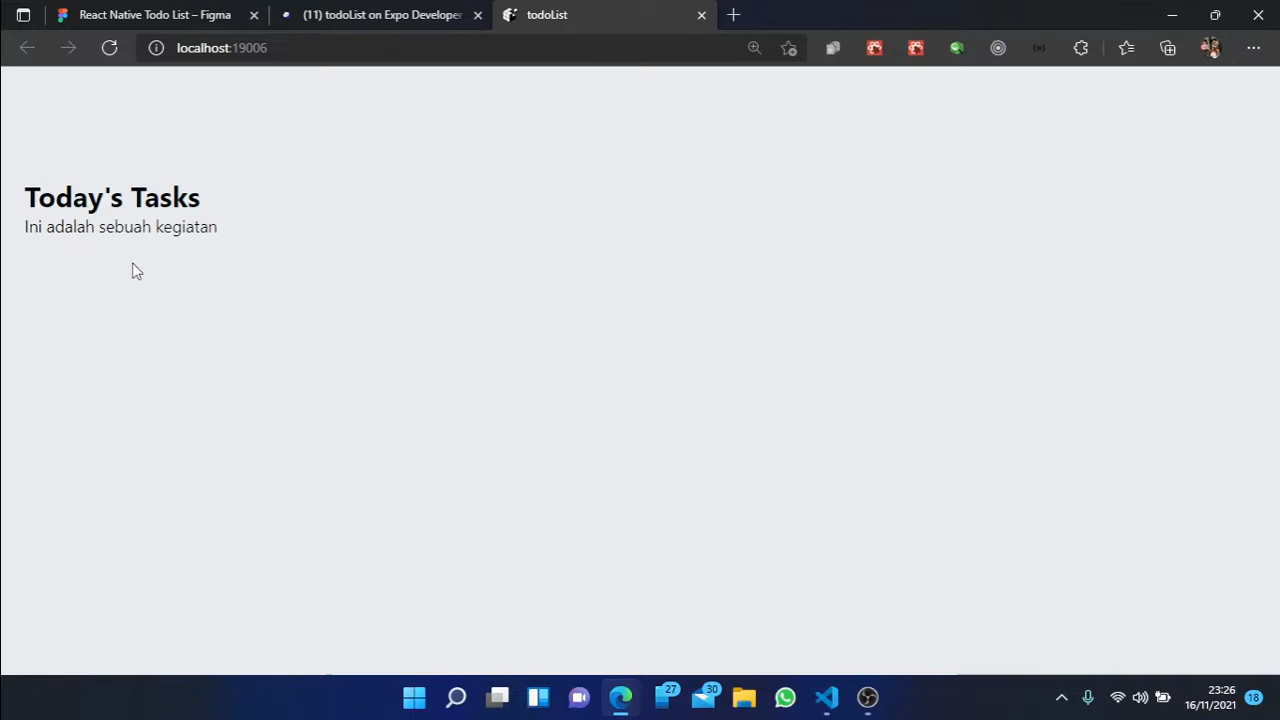 React Native Todo List – Figma
(11) todoList on Expo Developer
todoList
localhost:19006
Today's Tasks
Ini adalah sebuah kegiatan
27
30
23:26
16/11/2021
18